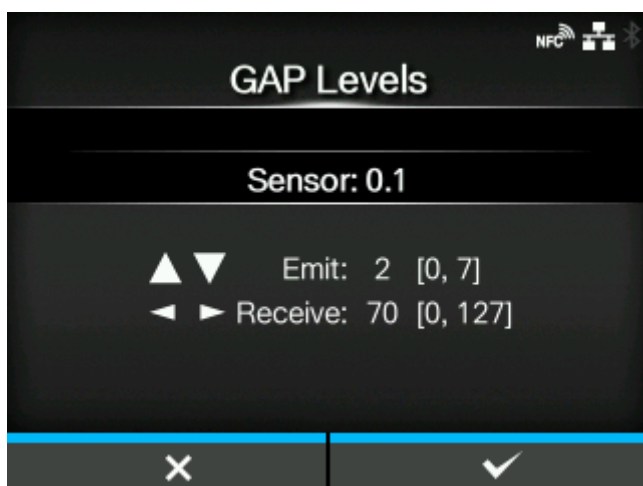 NFC
GAP Levels
Sensor: 0.1
Emit: 2 [0, 7]
Receive: 70 [0, 127]